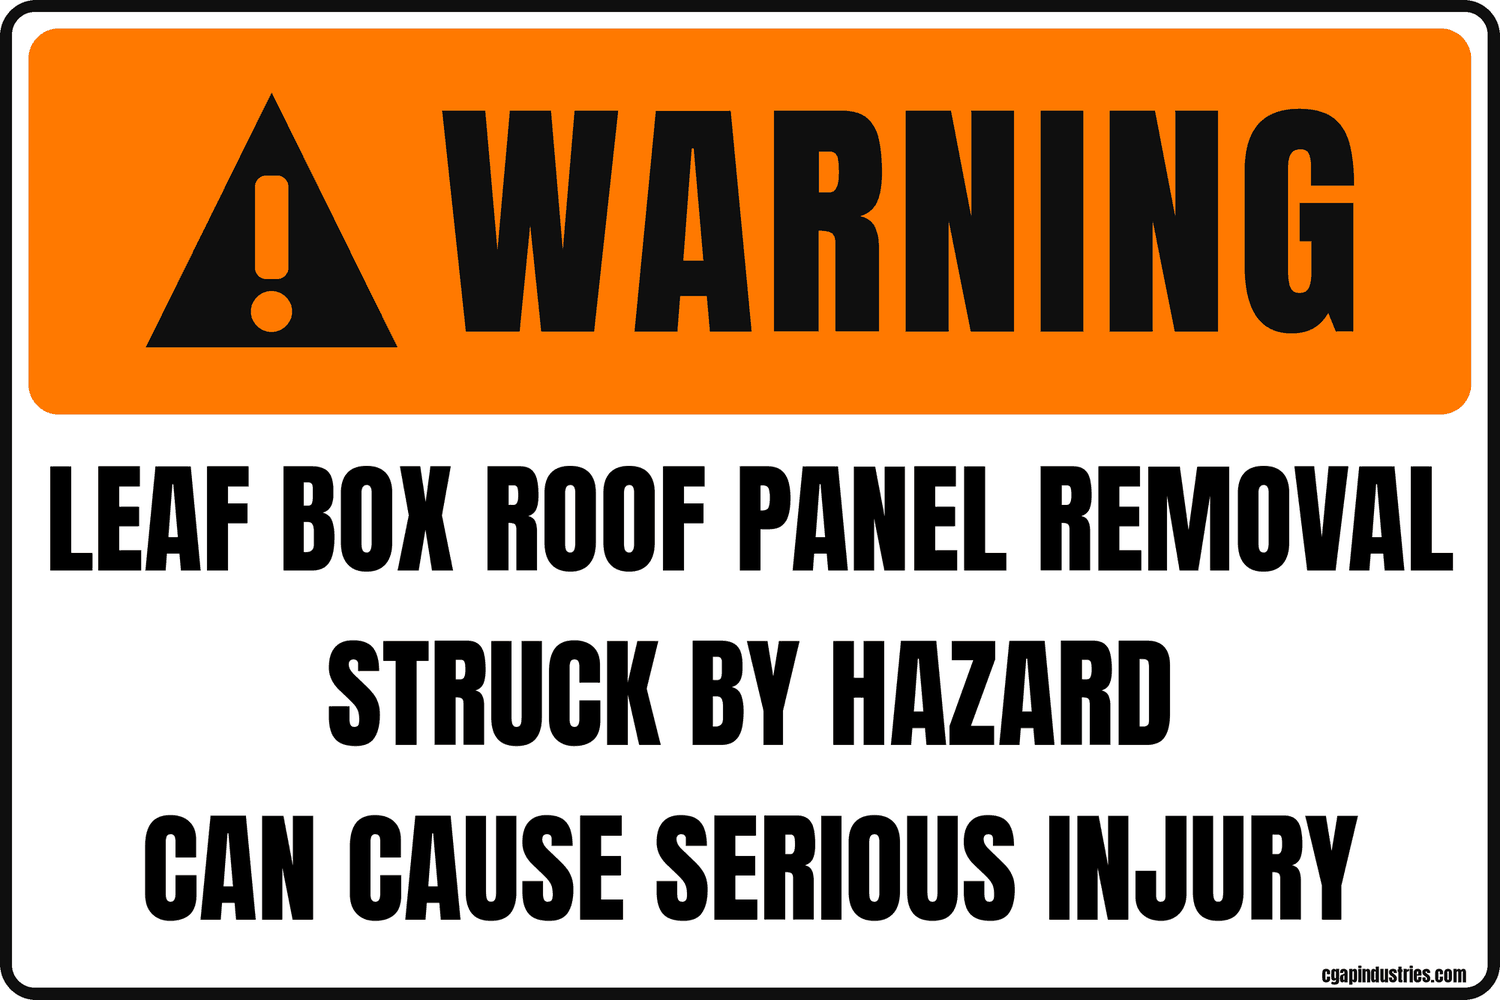 WARNING
LEAF BOX ROOF PANEL REMOVAL
STRUCK BY HAZARD
CAN CAUSE SERIOUS INJURY
cgapindustries.com